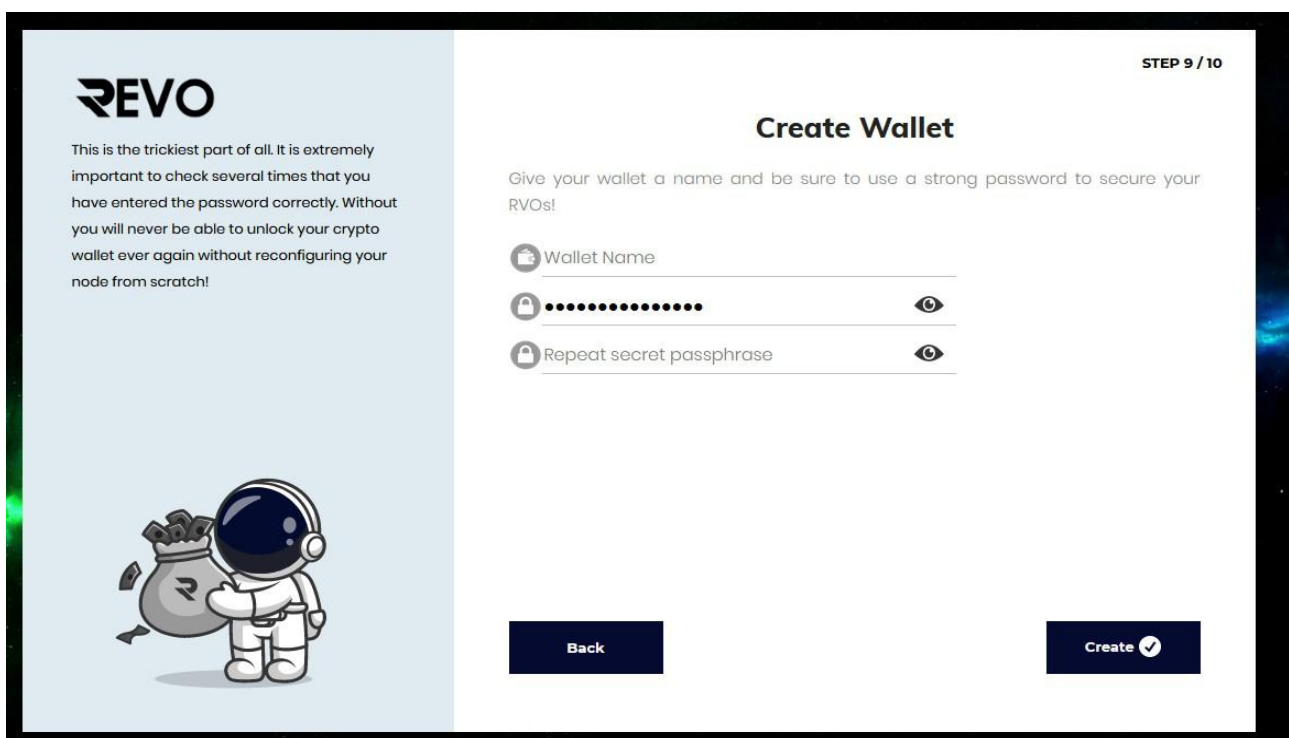 REVO
This is the trickiest part of all. It is extremely
important to check several times that you
have entered the password correctly. Without
you will never be able to unlock your crypto
wallet ever again without reconfiguring your
node from scratch!
STEP 9 / 10
Create Wallet
Give your wallet a name and be sure to use a strong password to secure your
RVOs!
Wallet Name
•••••••••••••••
Repeat secret passphrase
Back
Create